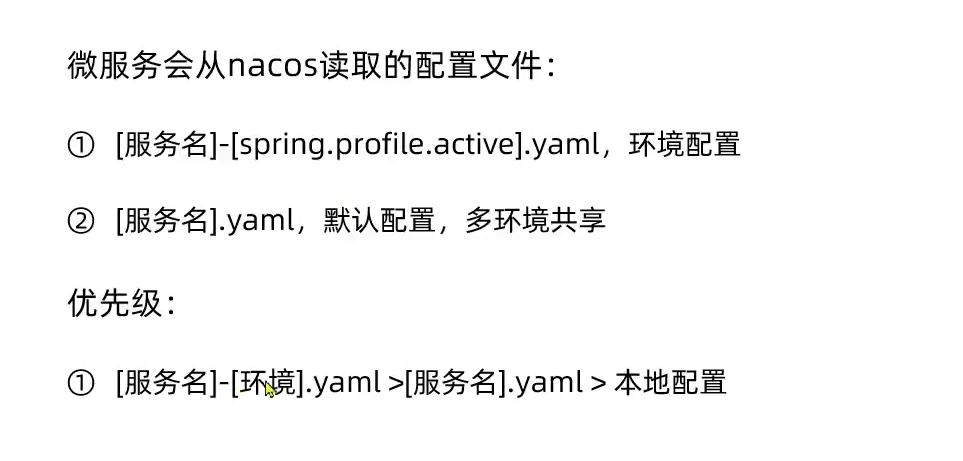 微服务会从nacos读取的配置文件：
① [服务名]-[spring.profile.active].yaml，环境配置
② [服务名].yaml，默认配置，多环境共享
优先级：
① [服务名]-[环境].yaml >[服务名].yaml > 本地配置